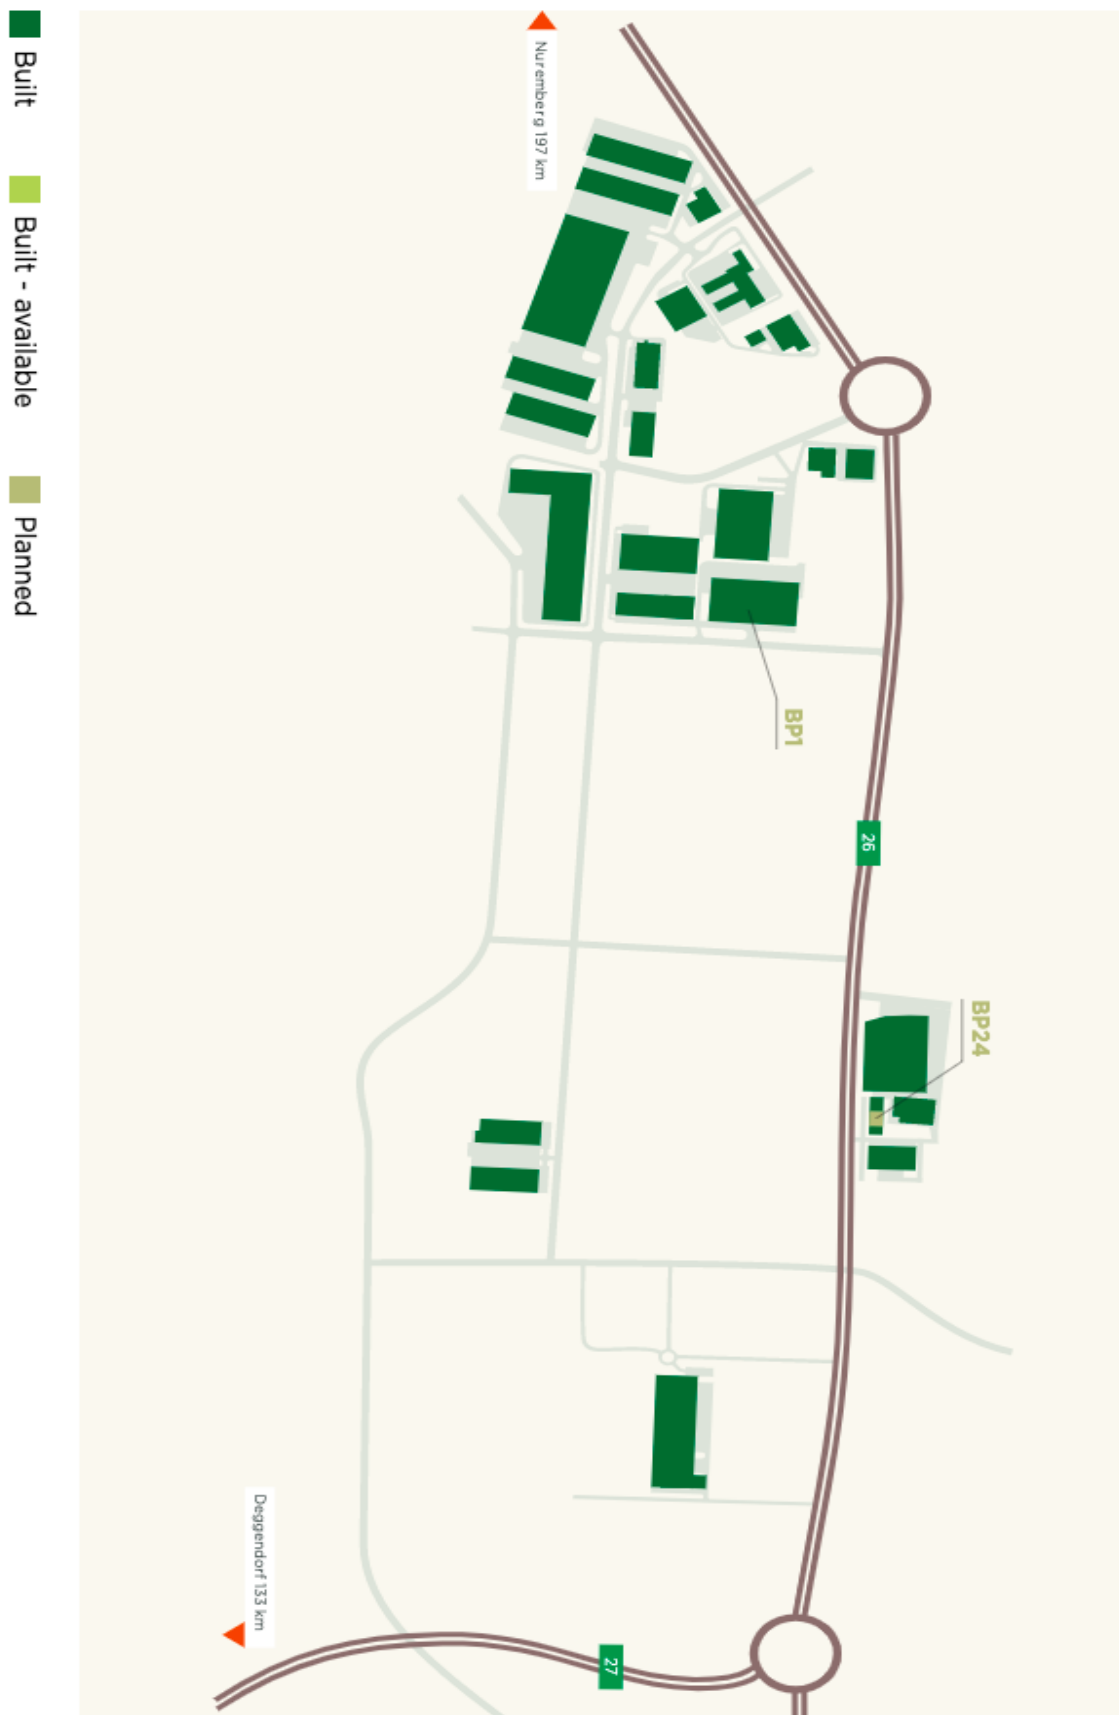 Built
Built - available
Planned
Nuremberg 197 km
BP1
26
BP24
Deggendorf 133 km
27